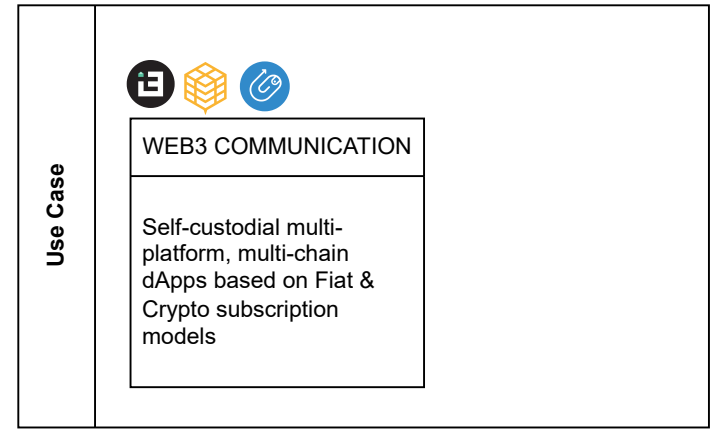 Use Case
WEB3 COMMUNICATION
Self-custodial multi-
platform, multi-chain
dApps based on Fiat &
Crypto subscription
models